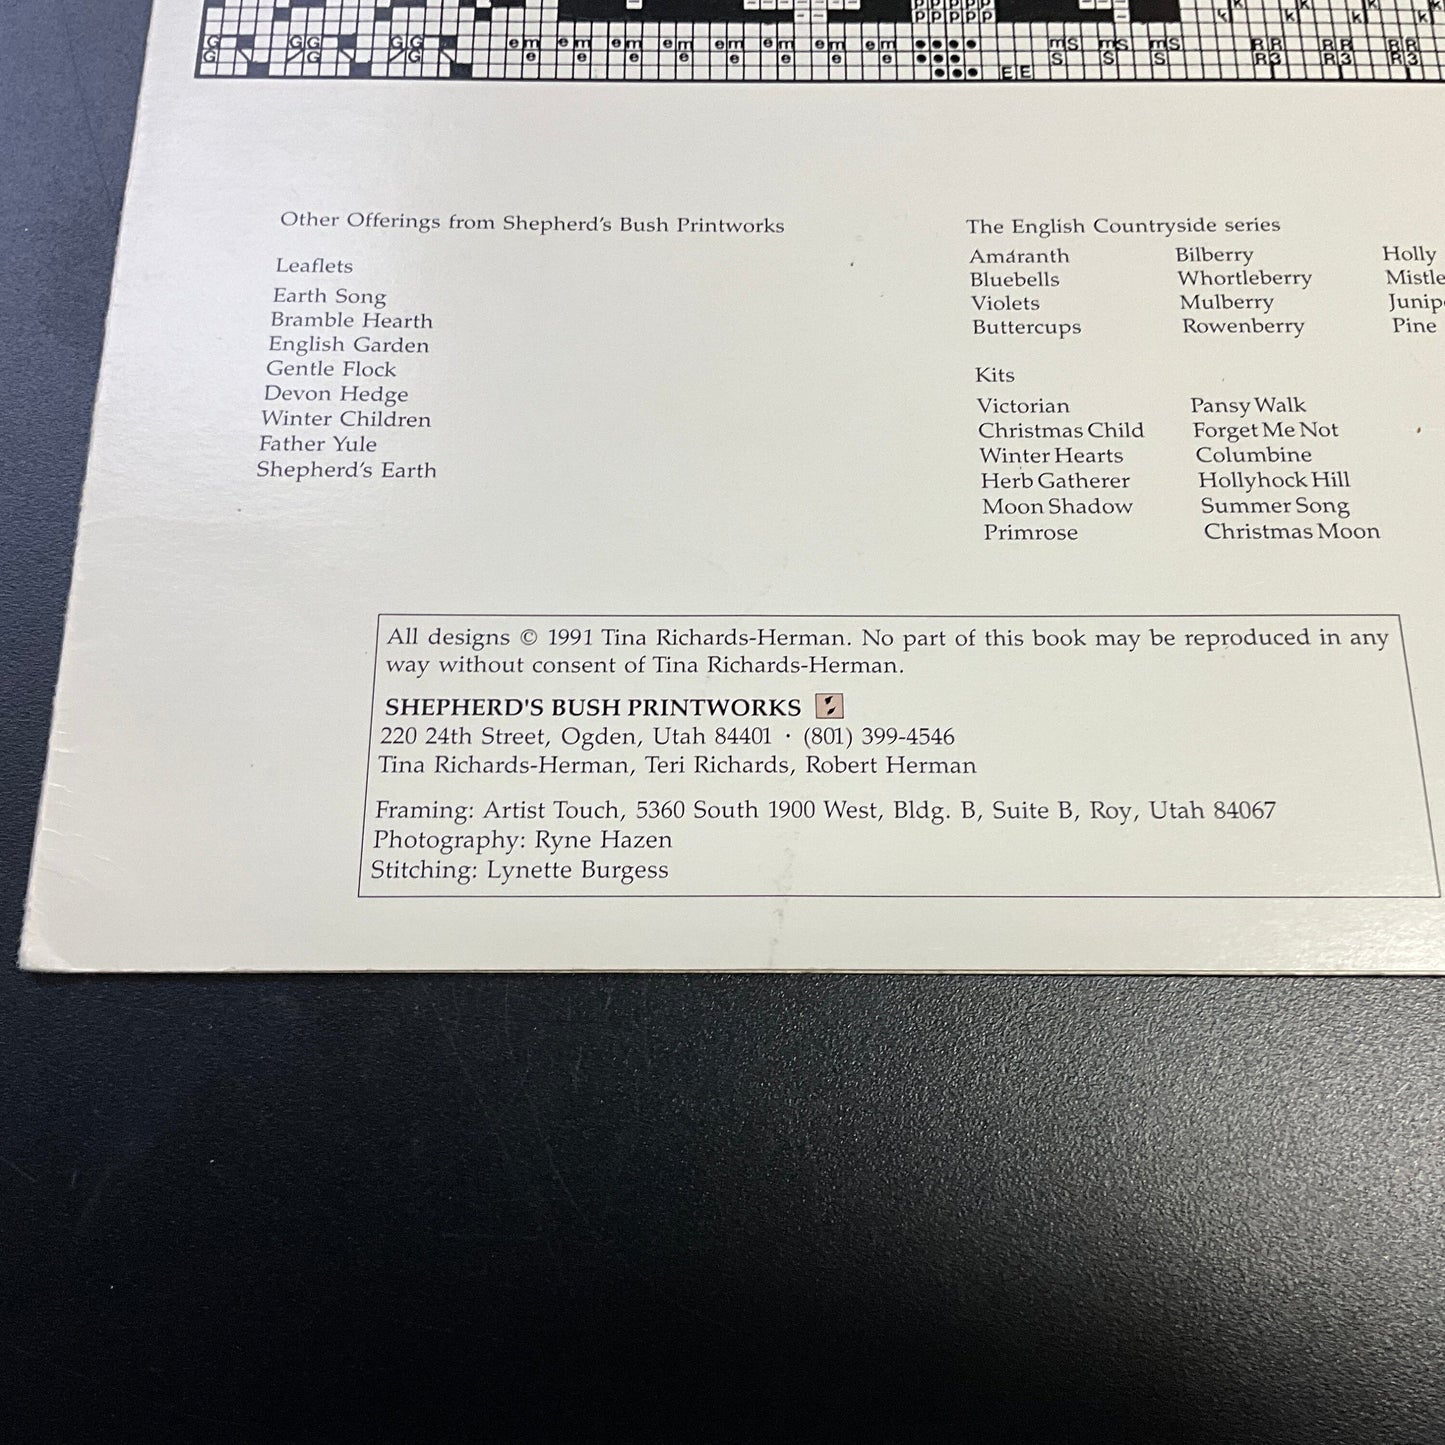 Other Offerings from Shepherd's Bush Printworks
Leaflets
Earth Song
Bramble Hearth
English Garden
Gentle Flock
Devon Hedge
Winter Children
Father Yule
Shepherd's Earth
The English Countryside series
Amaranth Bilberry Holly
Bluebells Whortleberry
Violets Mulberry
Buttercups Rowenberry Pine
Kits
Victorian Pansy Walk
Christmas Child Forget Me Not
Winter Hearts Columbine
Herb Gatherer Hollyhock Hill
Moon Shadow Summer Song
Primrose Christmas Moon
All designs © 1991 Tina Richards-Herman. No part of this book may be reproduced in any
way without consent of Tina Richards-Herman.
SHEPHERD'S BUSH PRINTWORKS
220 24th Street, Ogden, Utah 84401 · (801) 399-4546
Tina Richards-Herman, Teri Richards, Robert Herman
Framing: Artist Touch, 5360 South 1900 West, Bldg. B, Suite B, Roy, Utah 84067
Photography: Ryne Hazen
Stitching: Lynette Burgess